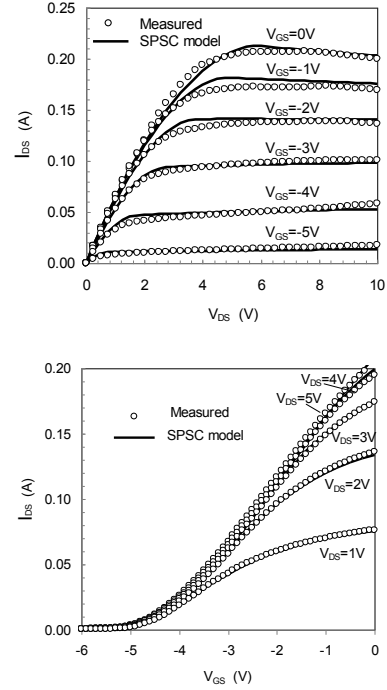 Measured
SPSC model
V_GS=0V
V_GS=-1V
V_GS=-2V
V_GS=-3V
V_GS=-4V
V_GS=-5V
I_DS (A)
0.25
0.20
0.15
0.10
0.05
0.00
0 2 4 6 8 10
V_DS (V)
Measured
SPSC model
V_DS=4V
V_DS=5V
V_DS=3V
V_DS=2V
V_DS=1V
I_DS (A)
0.20
0.15
0.10
0.05
0.00
-6 -5 -4 -3 -2 -1 0
V_GS (V)